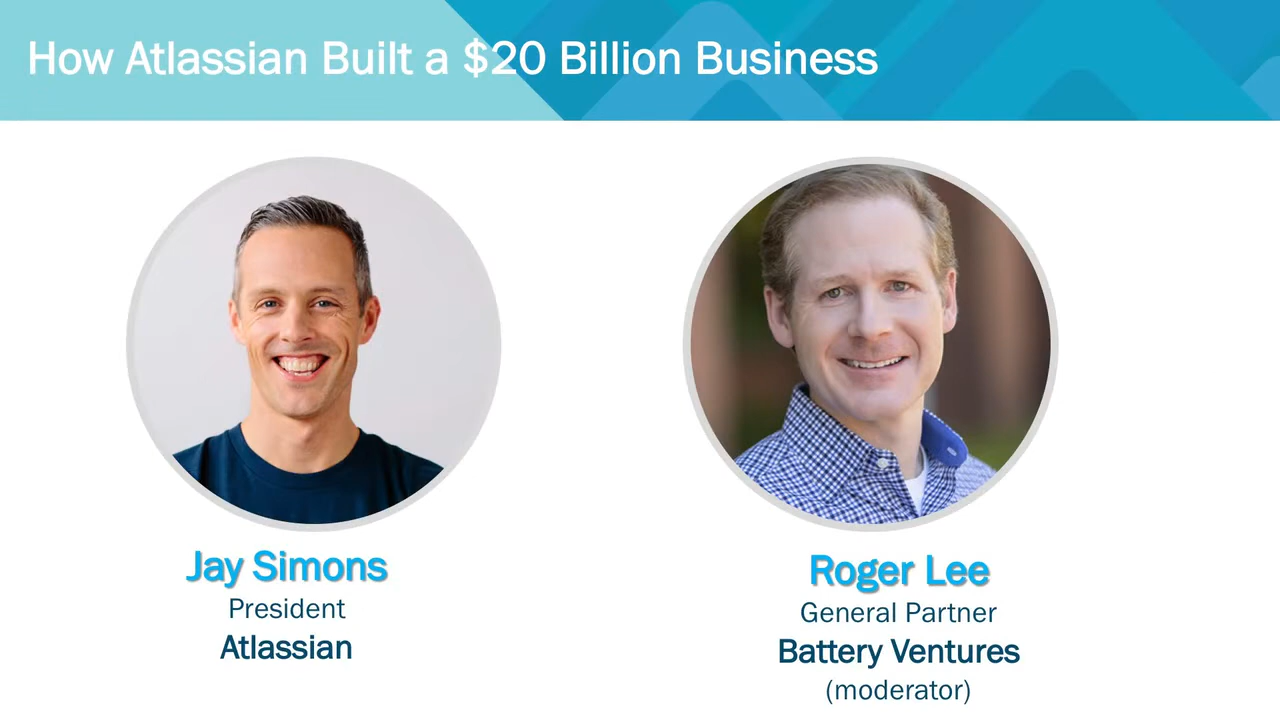 How Atlassian Built a $20 Billion Business
Jay Simons
President
Atlassian
Roger Lee
General Partner
Battery Ventures
(moderator)